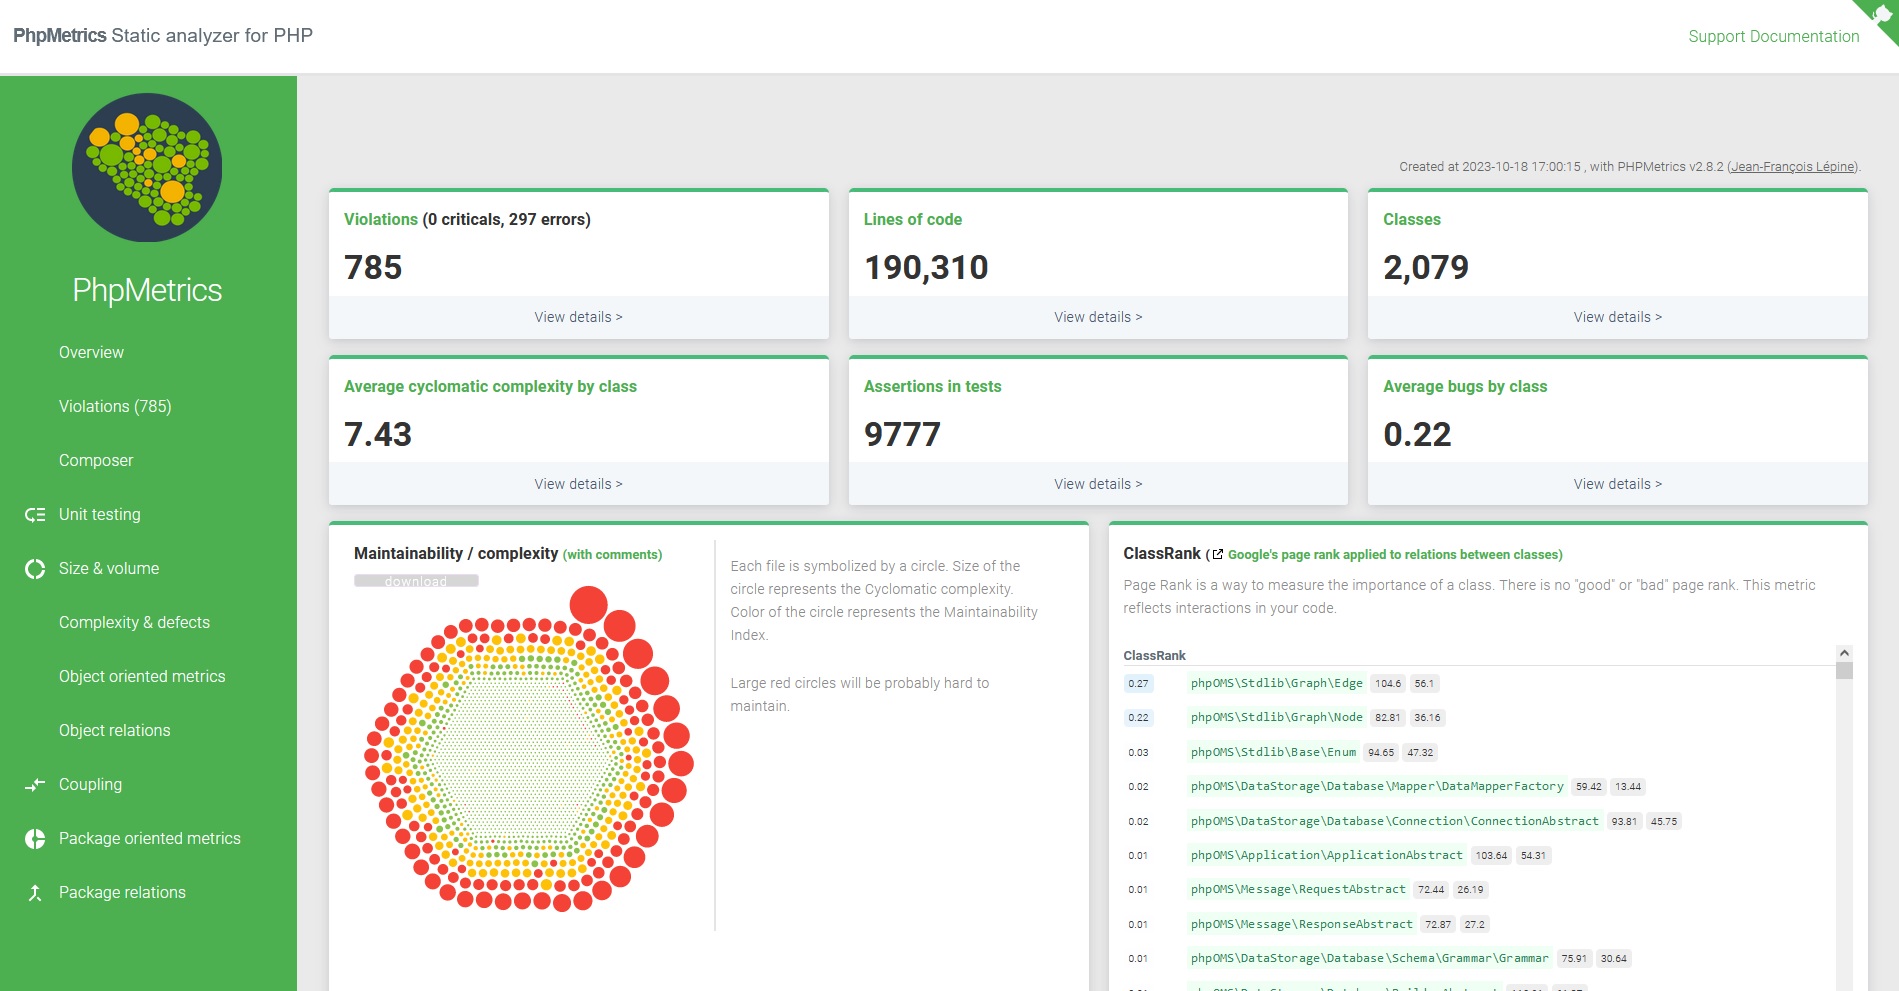 PhpMetrics Static analyzer for PHP
Support Documentation
PhpMetrics
Overview
Violations (785)
Composer
Unit testing
Size & volume
Complexity & defects
Object oriented metrics
Object relations
Coupling
Package oriented metrics
Package relations
Created at 2023-10-18 17:00:15 , with PHPMetrics v2.8.2 (Jean-François Lépine).
Violations (0 criticals, 297 errors)
785
View details >
Lines of code
190,310
View details >
Classes
2,079
View details >
Average cyclomatic complexity by class
7.43
View details >
Assertions in tests
9777
View details >
Average bugs by class
0.22
View details >
Maintainability / complexity (with comments)
download
Each file is symbolized by a circle. Size of the
circle represents the Cyclomatic complexity.
Color of the circle represents the Maintainability
Index.
Large red circles will be probably hard to
maintain.
ClassRank ( Google's page rank applied to relations between classes)
Page Rank is a way to measure the importance of a class. There is no "good" or "bad" page rank. This metric
reflects interactions in your code.
ClassRank
0.27 phpOMS\Stdlib\Graph\Edge 104.6 56.1
0.22 phpOMS\Stdlib\Graph\Node 82.81 36.16
0.03 phpOMS\Stdlib\Base\Enum 94.65 47.32
0.02 phpOMS\DataStorage\Database\Mapper\DataMapperFactory 59.42 13.44
0.02 phpOMS\DataStorage\Database\Connection\ConnectionAbstract 93.81 45.75
0.01 phpOMS\Application\ApplicationAbstract 103.64 54.31
0.01 phpOMS\Message\RequestAbstract 72.44 26.19
0.01 phpOMS\Message\ResponseAbstract 72.87 27.2
0.01 phpOMS\DataStorage\Database\Schema\Grammar\Grammar 75.91 30.64